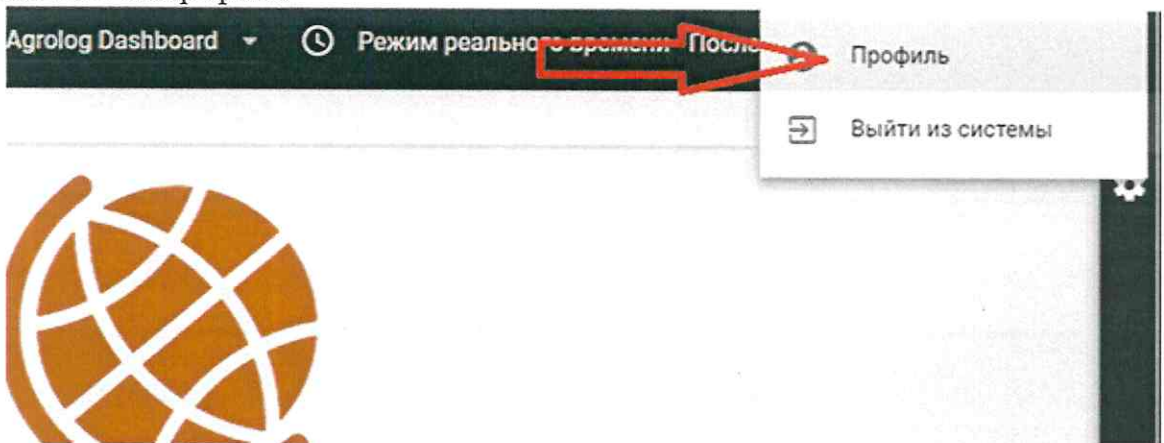 Agrolog Dashboard
Режим реального времени
Профиль
Выйти из системы